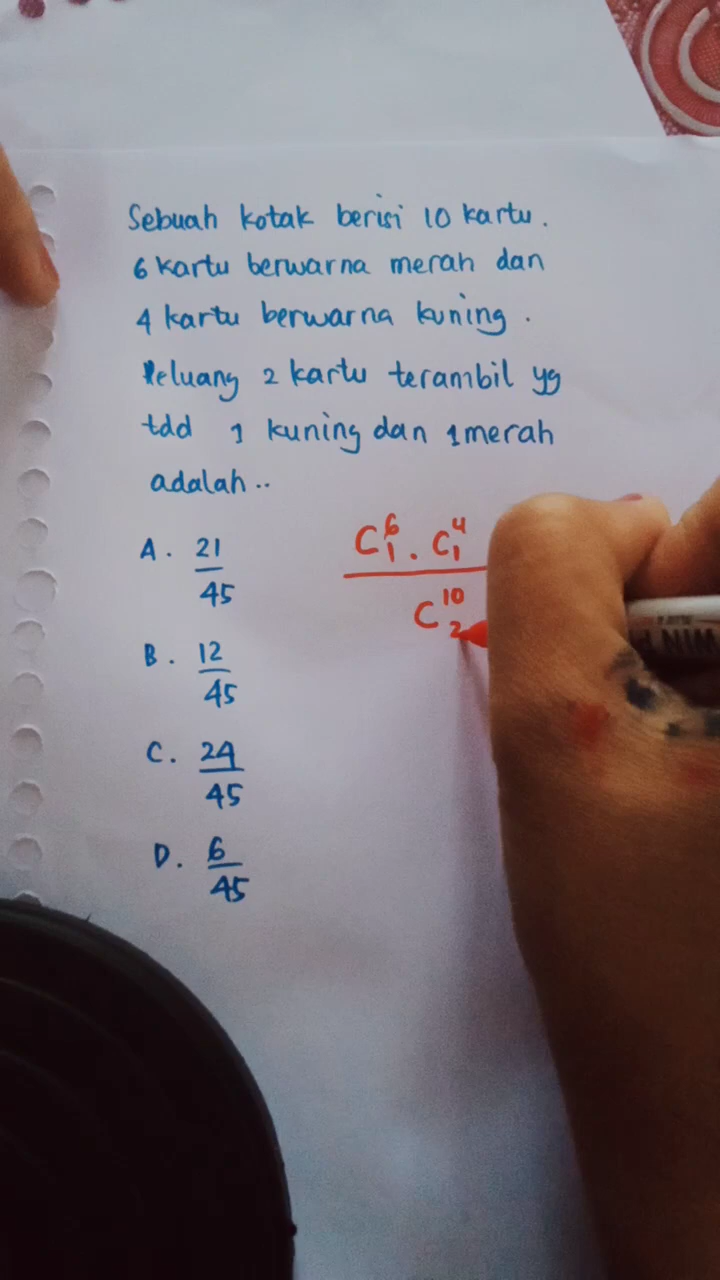 Sebuah kotak berisi 10 kartu.
6 kartu berwarna merah dan
4 kartu berwarna kuning.
Peluang 2 kartu terambil yg
tdd 1 kuning dan 1 merah
adalah..
A. 21/45
B. 12/45
C. 24/45
D. 6/45
C₁⁶ . C₁⁴
C₂¹⁰
WIN